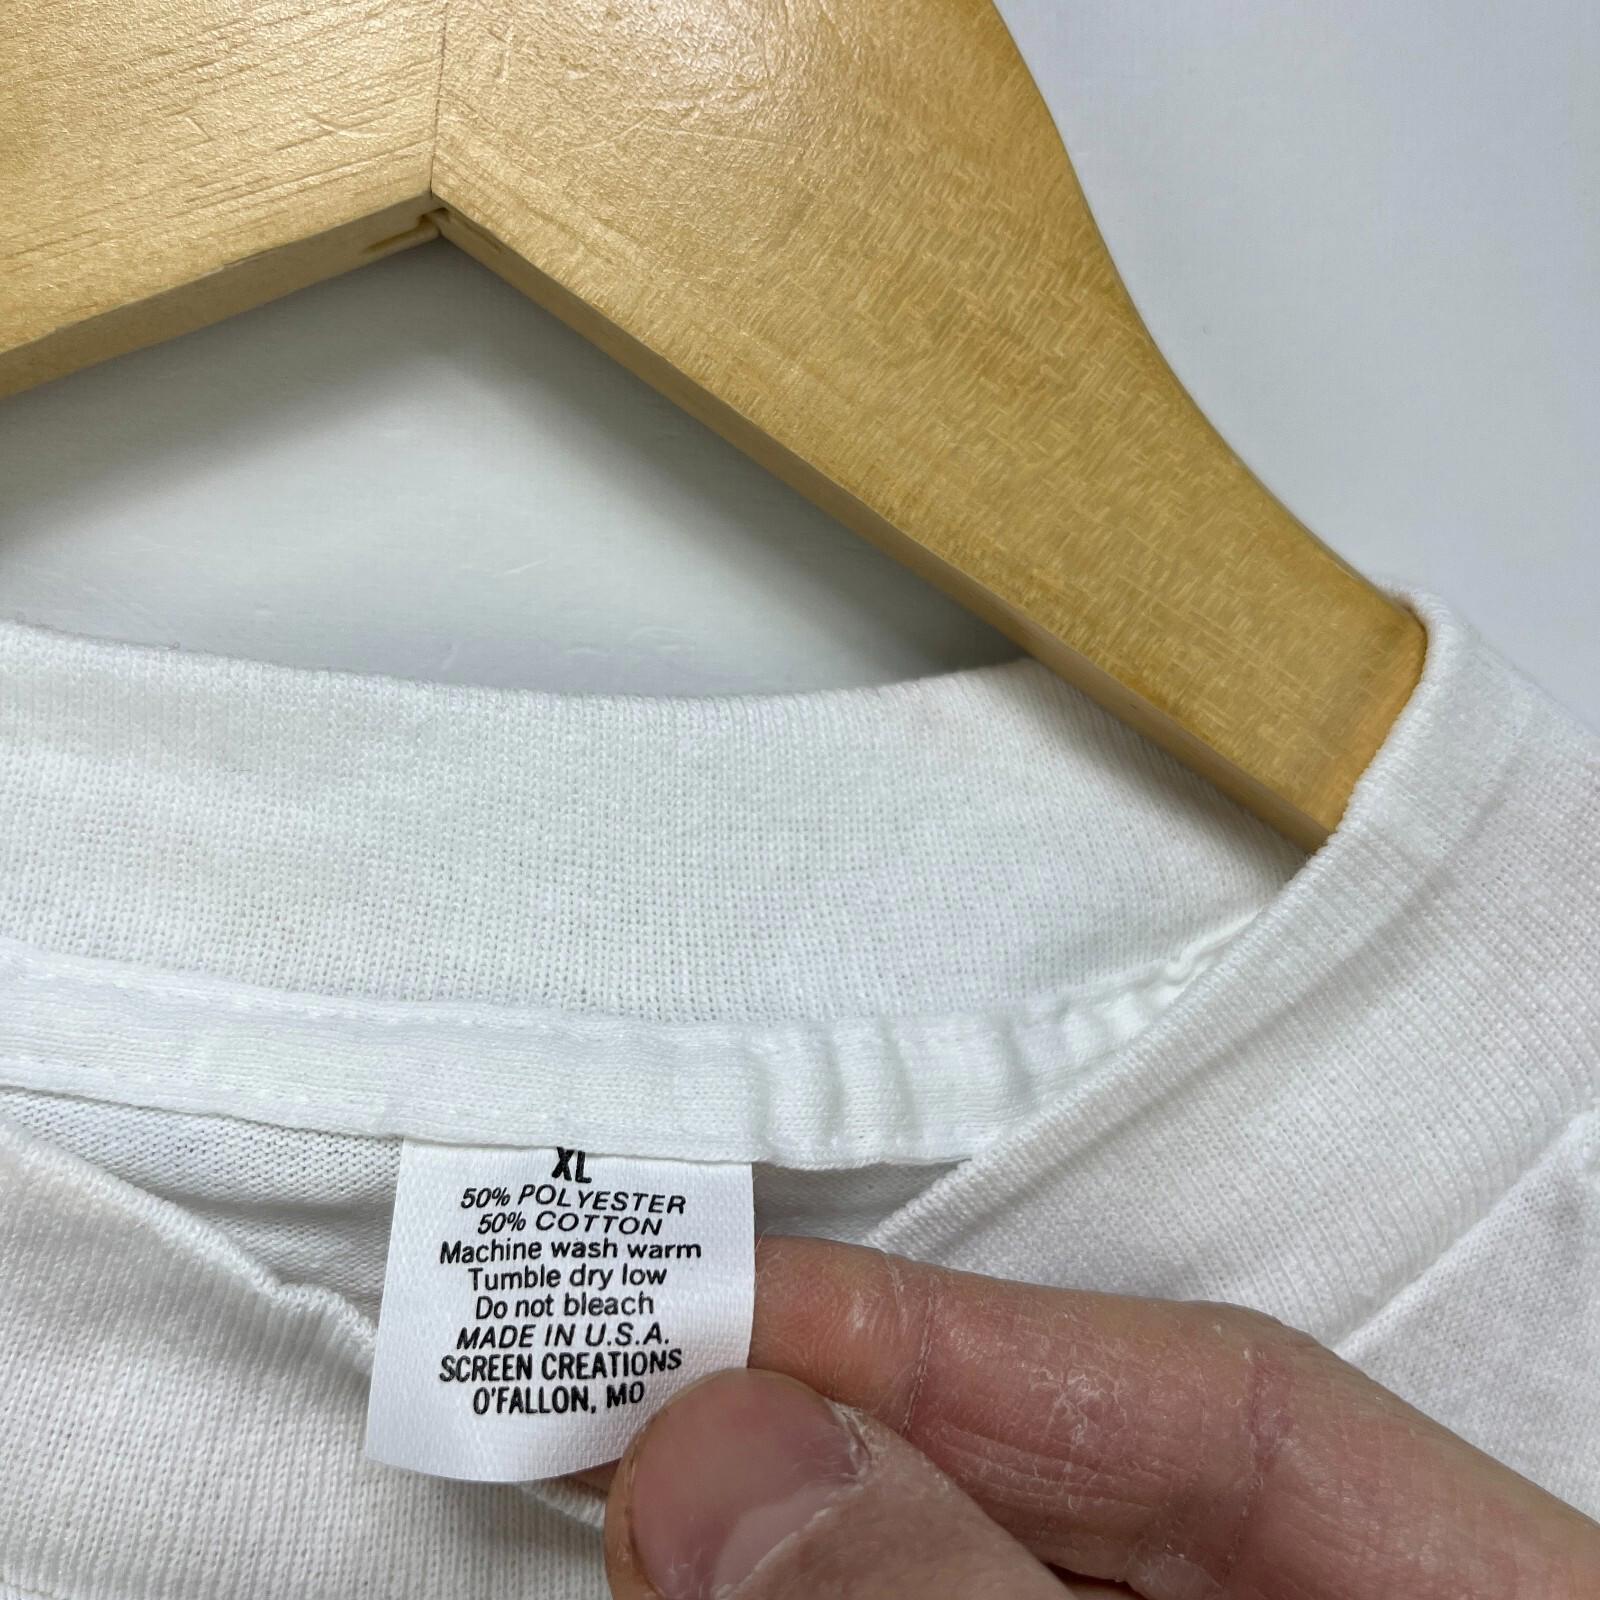 XL
50% POLYESTER
50% COTTON
Machine wash warm
Tumble dry low
Do not bleach
MADE IN U.S.A.
SCREEN CREATIONS
O'FALLON, MO